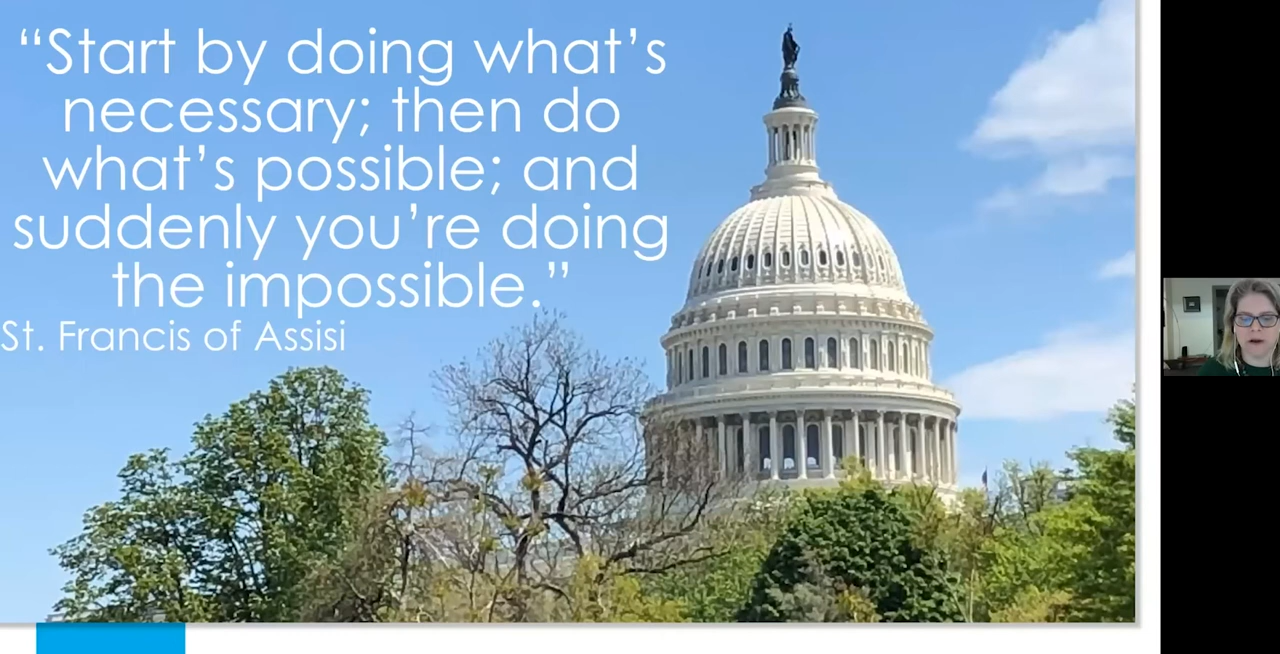 “Start by doing what’s
necessary; then do
what’s possible; and
suddenly you’re doing
the impossible.”
St. Francis of Assisi